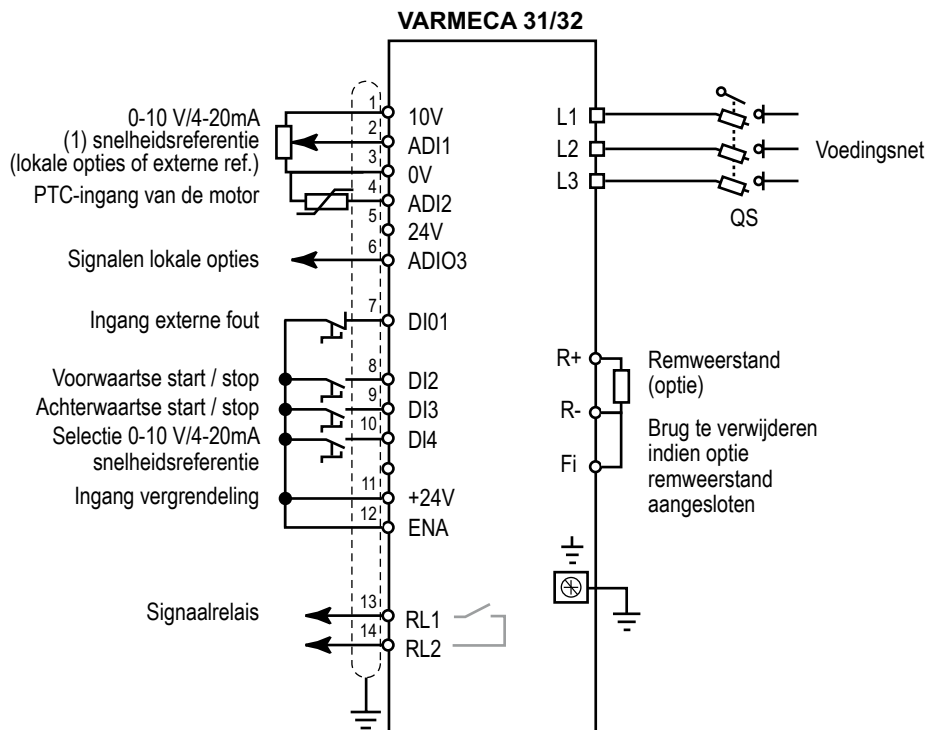 VARMECA 31/32
0-10 V/4-20mA
(1) snelheidsreferentie
(lokale opties of externe ref.)
PTC-ingang van de motor
Signalen lokale opties
Ingang externe fout
Voorwaartse start / stop
Achterwaartse start / stop
Selectie 0-10 V/4-20mA
snelheidsreferentie
Ingang vergrendeling
Signaalrelais
1
2
3
4
5
6
7
8
9
10
11
12
13
14
10V
ADI1
0V
ADI2
24V
ADIO3
DI01
DI2
DI3
DI4
+24V
ENA
RL1
RL2
L1
L2
L3
QS
Voedingsnet
R+
R-
Fi
Remweerstand
(optie)
Brug te verwijderen
indien optie
remweerstand
aangesloten